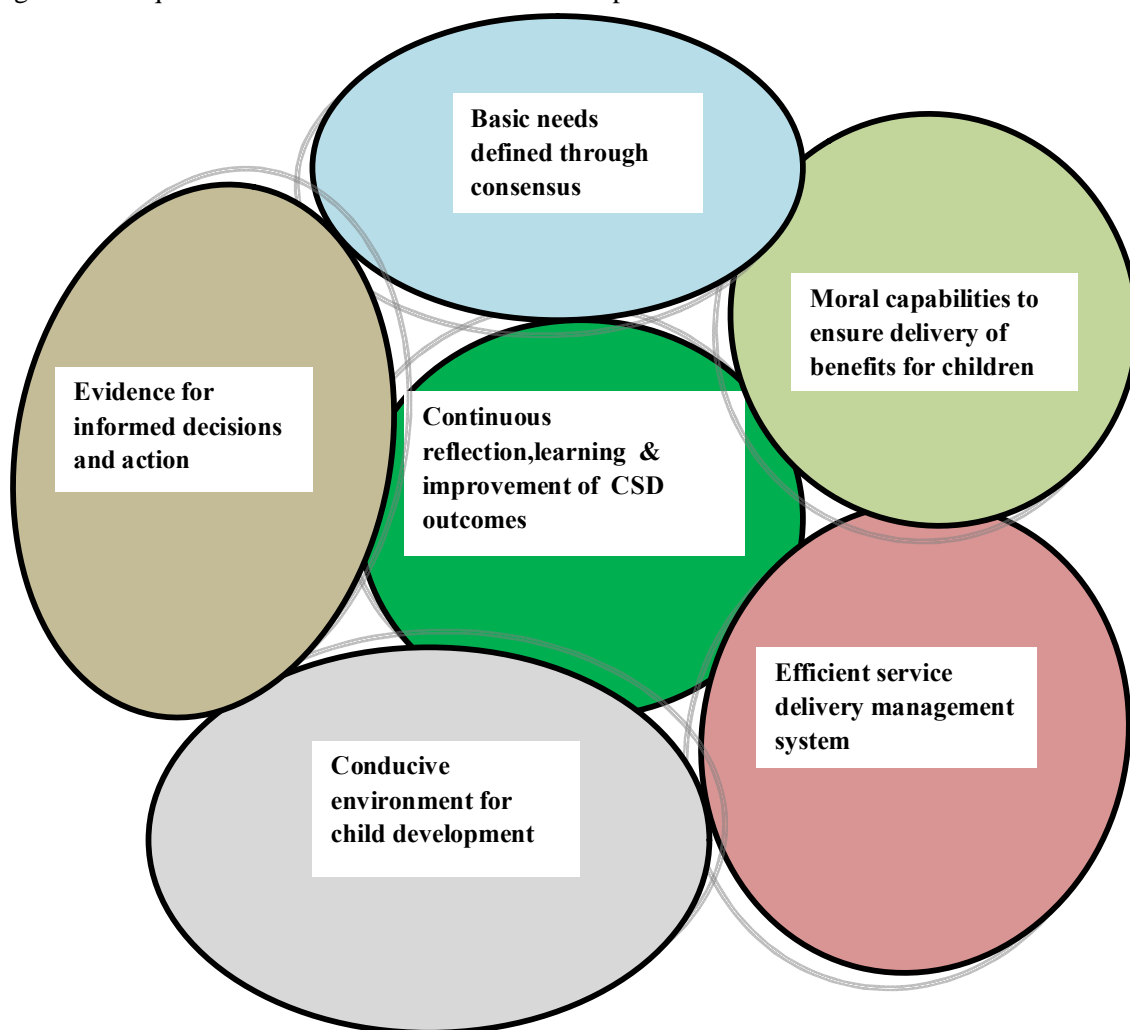 Basic needs
defined through
consensus
Moral capabilities to
ensure delivery of
benefits for children
Evidence for
informed decisions
and action
Continuous
reflection,learning &
improvement of CSD
outcomes
Efficient service
delivery management
system
Conducive
environment for
child development